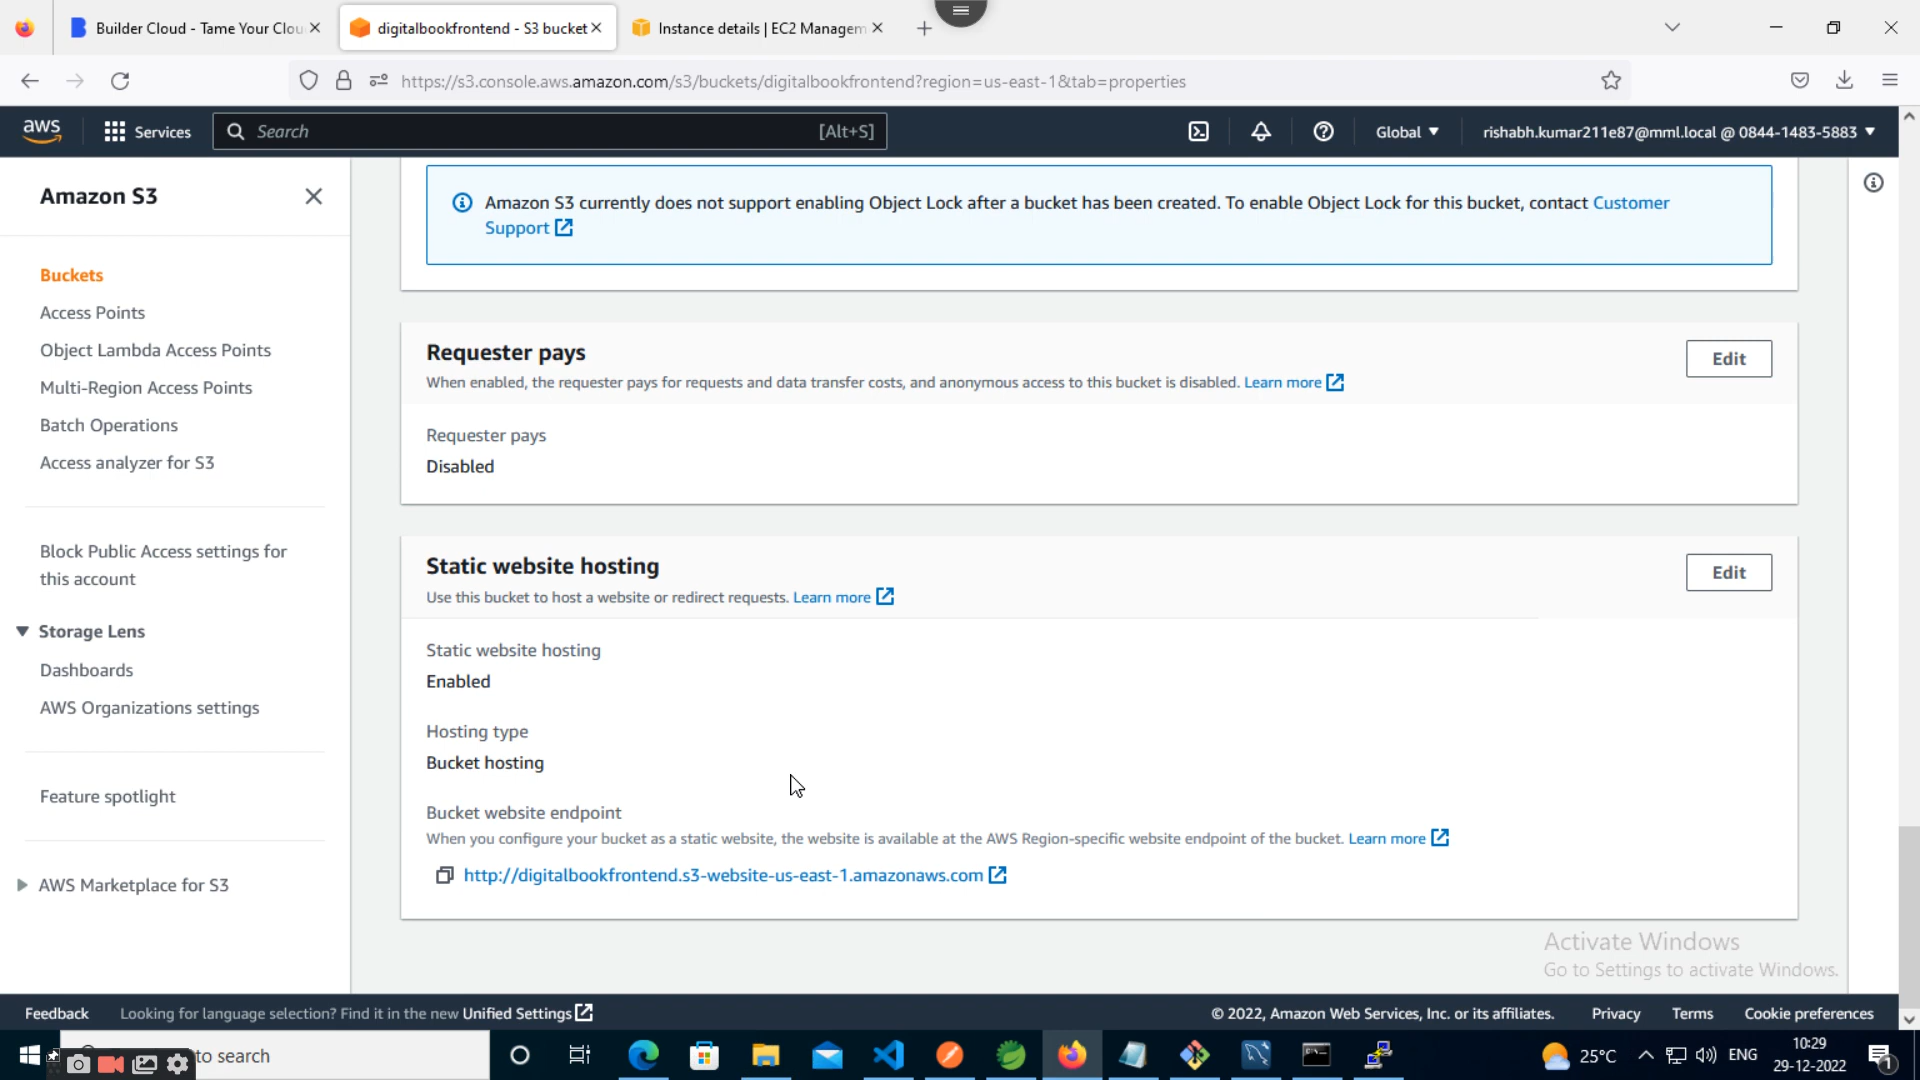 Builder Cloud - Tame Your Clou
digitalbookfrontend - S3 bucket
Instance details | EC2 Managem
https://s3.console.aws.amazon.com/s3/buckets/digitalbookfrontend?region=us-east-1&tab=properties
aws
Services
Search
[Alt+S]
Global
rishabh.kumar211e87@mml.local @ 0844-1483-5883
Amazon S3
Buckets
Access Points
Object Lambda Access Points
Multi-Region Access Points
Batch Operations
Access analyzer for S3
Block Public Access settings for
this account
Storage Lens
Dashboards
AWS Organizations settings
Feature spotlight
AWS Marketplace for S3
Amazon S3 currently does not support enabling Object Lock after a bucket has been created. To enable Object Lock for this bucket, contact Customer
Support
Requester pays
Edit
When enabled, the requester pays for requests and data transfer costs, and anonymous access to this bucket is disabled. Learn more
Requester pays
Disabled
Static website hosting
Edit
Use this bucket to host a website or redirect requests. Learn more
Static website hosting
Enabled
Hosting type
Bucket hosting
Bucket website endpoint
When you configure your bucket as a static website, the website is available at the AWS Region-specific website endpoint of the bucket. Learn more
http://digitalbookfrontend.s3-website-us-east-1.amazonaws.com
Activate Windows
Go to Settings to activate Windows.
Feedback
Looking for language selection? Find it in the new Unified Settings
© 2022, Amazon Web Services, Inc. or its affiliates.
Privacy
Terms
Cookie preferences
to search
25°C
ENG
10:29
29-12-2022
1